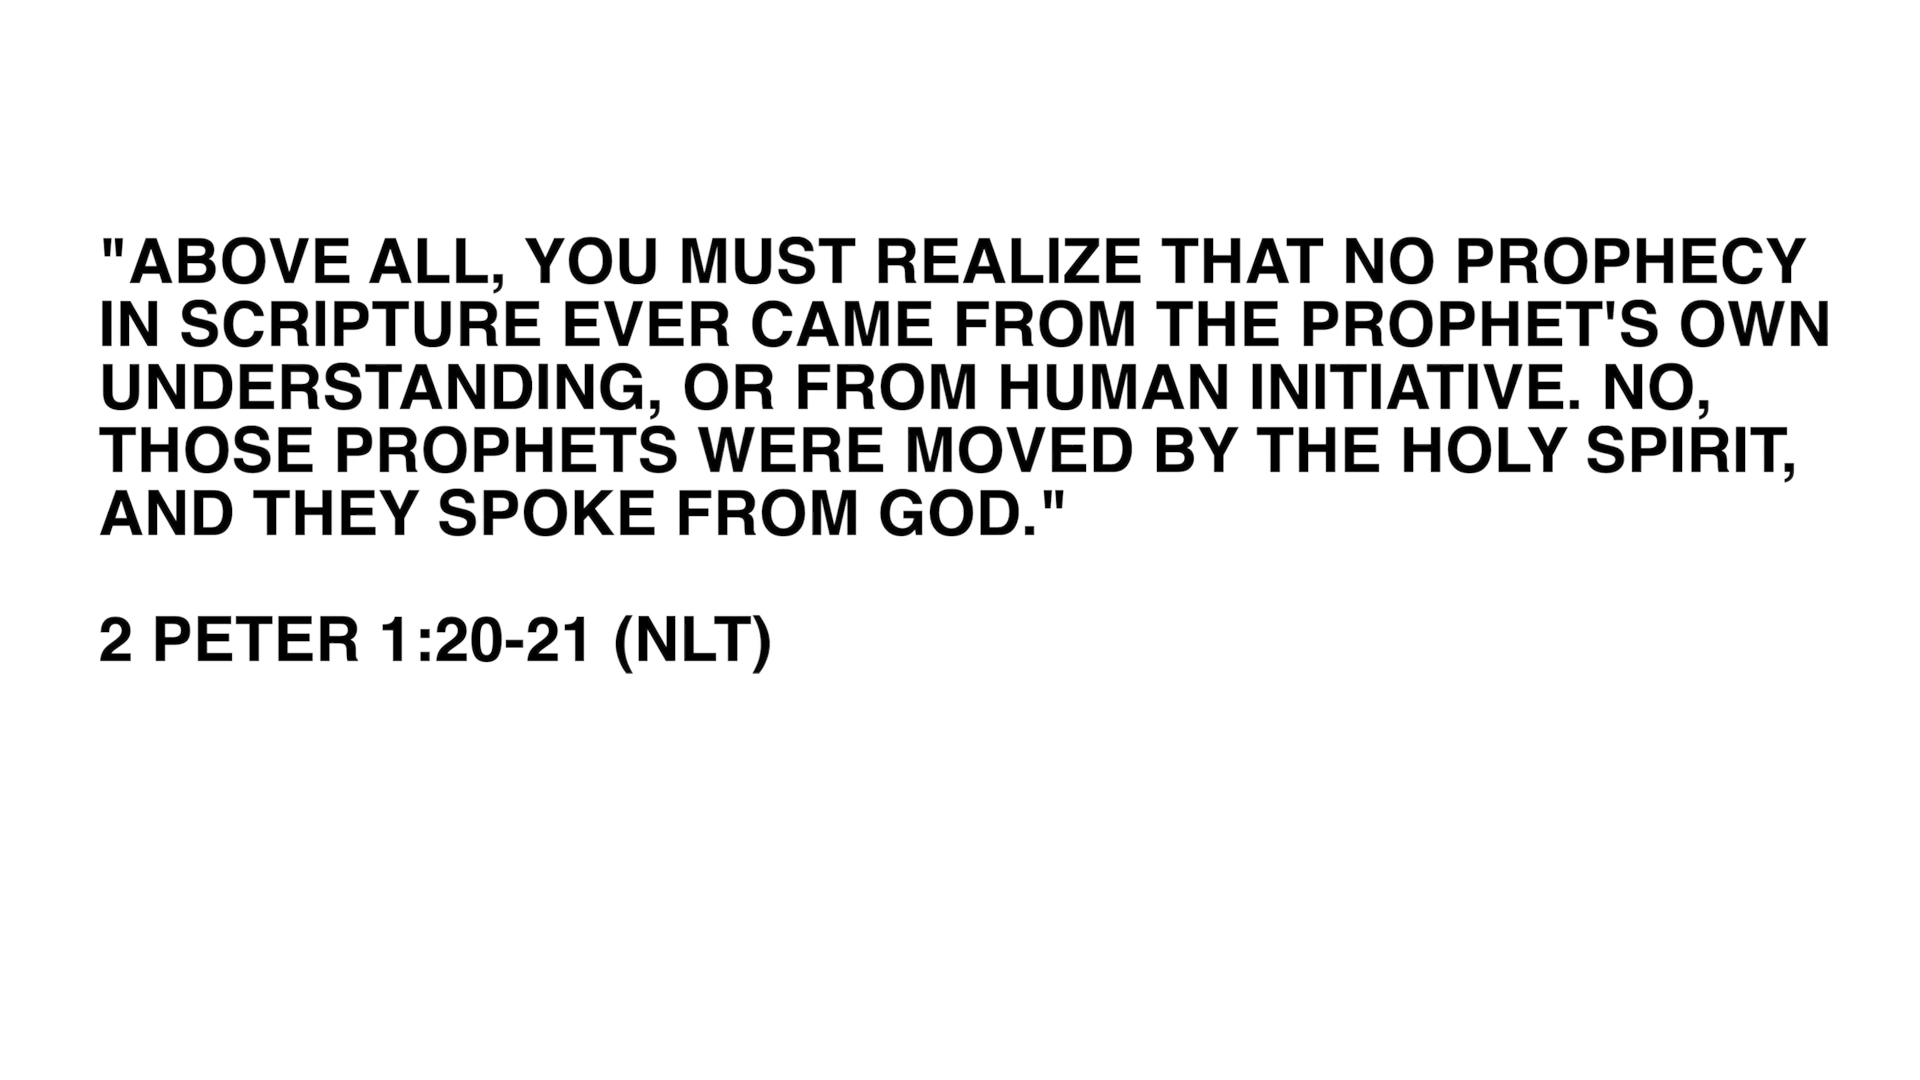 "ABOVE ALL, YOU MUST REALIZE THAT NO PROPHECY
IN SCRIPTURE EVER CAME FROM THE PROPHET'S OWN
UNDERSTANDING, OR FROM HUMAN INITIATIVE. NO,
THOSE PROPHETS WERE MOVED BY THE HOLY SPIRIT,
AND THEY SPOKE FROM GOD."
2 PETER 1:20-21 (NLT)